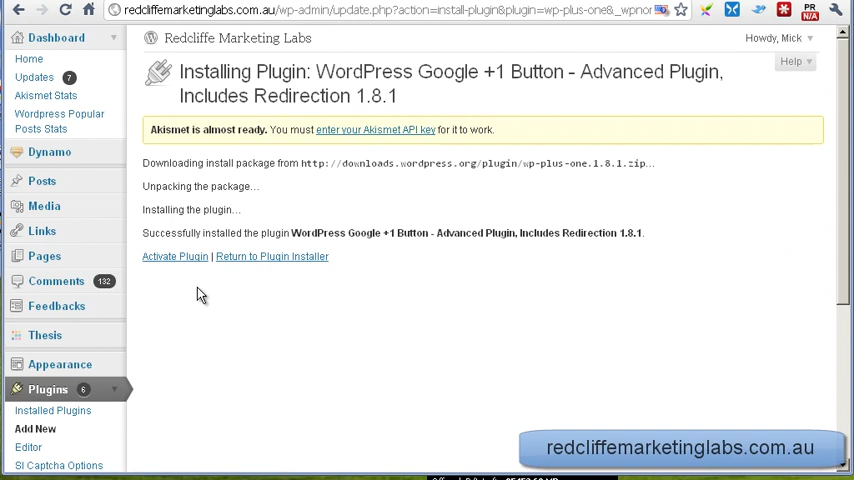 redcliffemarketinglabs.com.au/wp-admin/update.php?action=install-plugin&plugin=wp-plus-one&_wpnor
PR
N/A
Dashboard
Redcliffe Marketing Labs
Howdy, Mick
Home
Updates 7
Akismet Stats
Wordpress Popular
Posts Stats
Dynamo
Posts
Media
Links
Pages
Comments 132
Feedbacks
Thesis
Appearance
Plugins 6
Installed Plugins
Add New
Editor
SI Captcha Options
Help
Installing Plugin: WordPress Google +1 Button - Advanced Plugin,
Includes Redirection 1.8.1
Akismet is almost ready. You must enter your Akismet API key for it to work.
Downloading install package from http://downloads.wordpress.org/plugin/wp-plus-one.1.8.1.zip…
Unpacking the package…
Installing the plugin…
Successfully installed the plugin WordPress Google +1 Button - Advanced Plugin, Includes Redirection 1.8.1.
Activate Plugin | Return to Plugin Installer
redcliffemarketinglabs.com.au